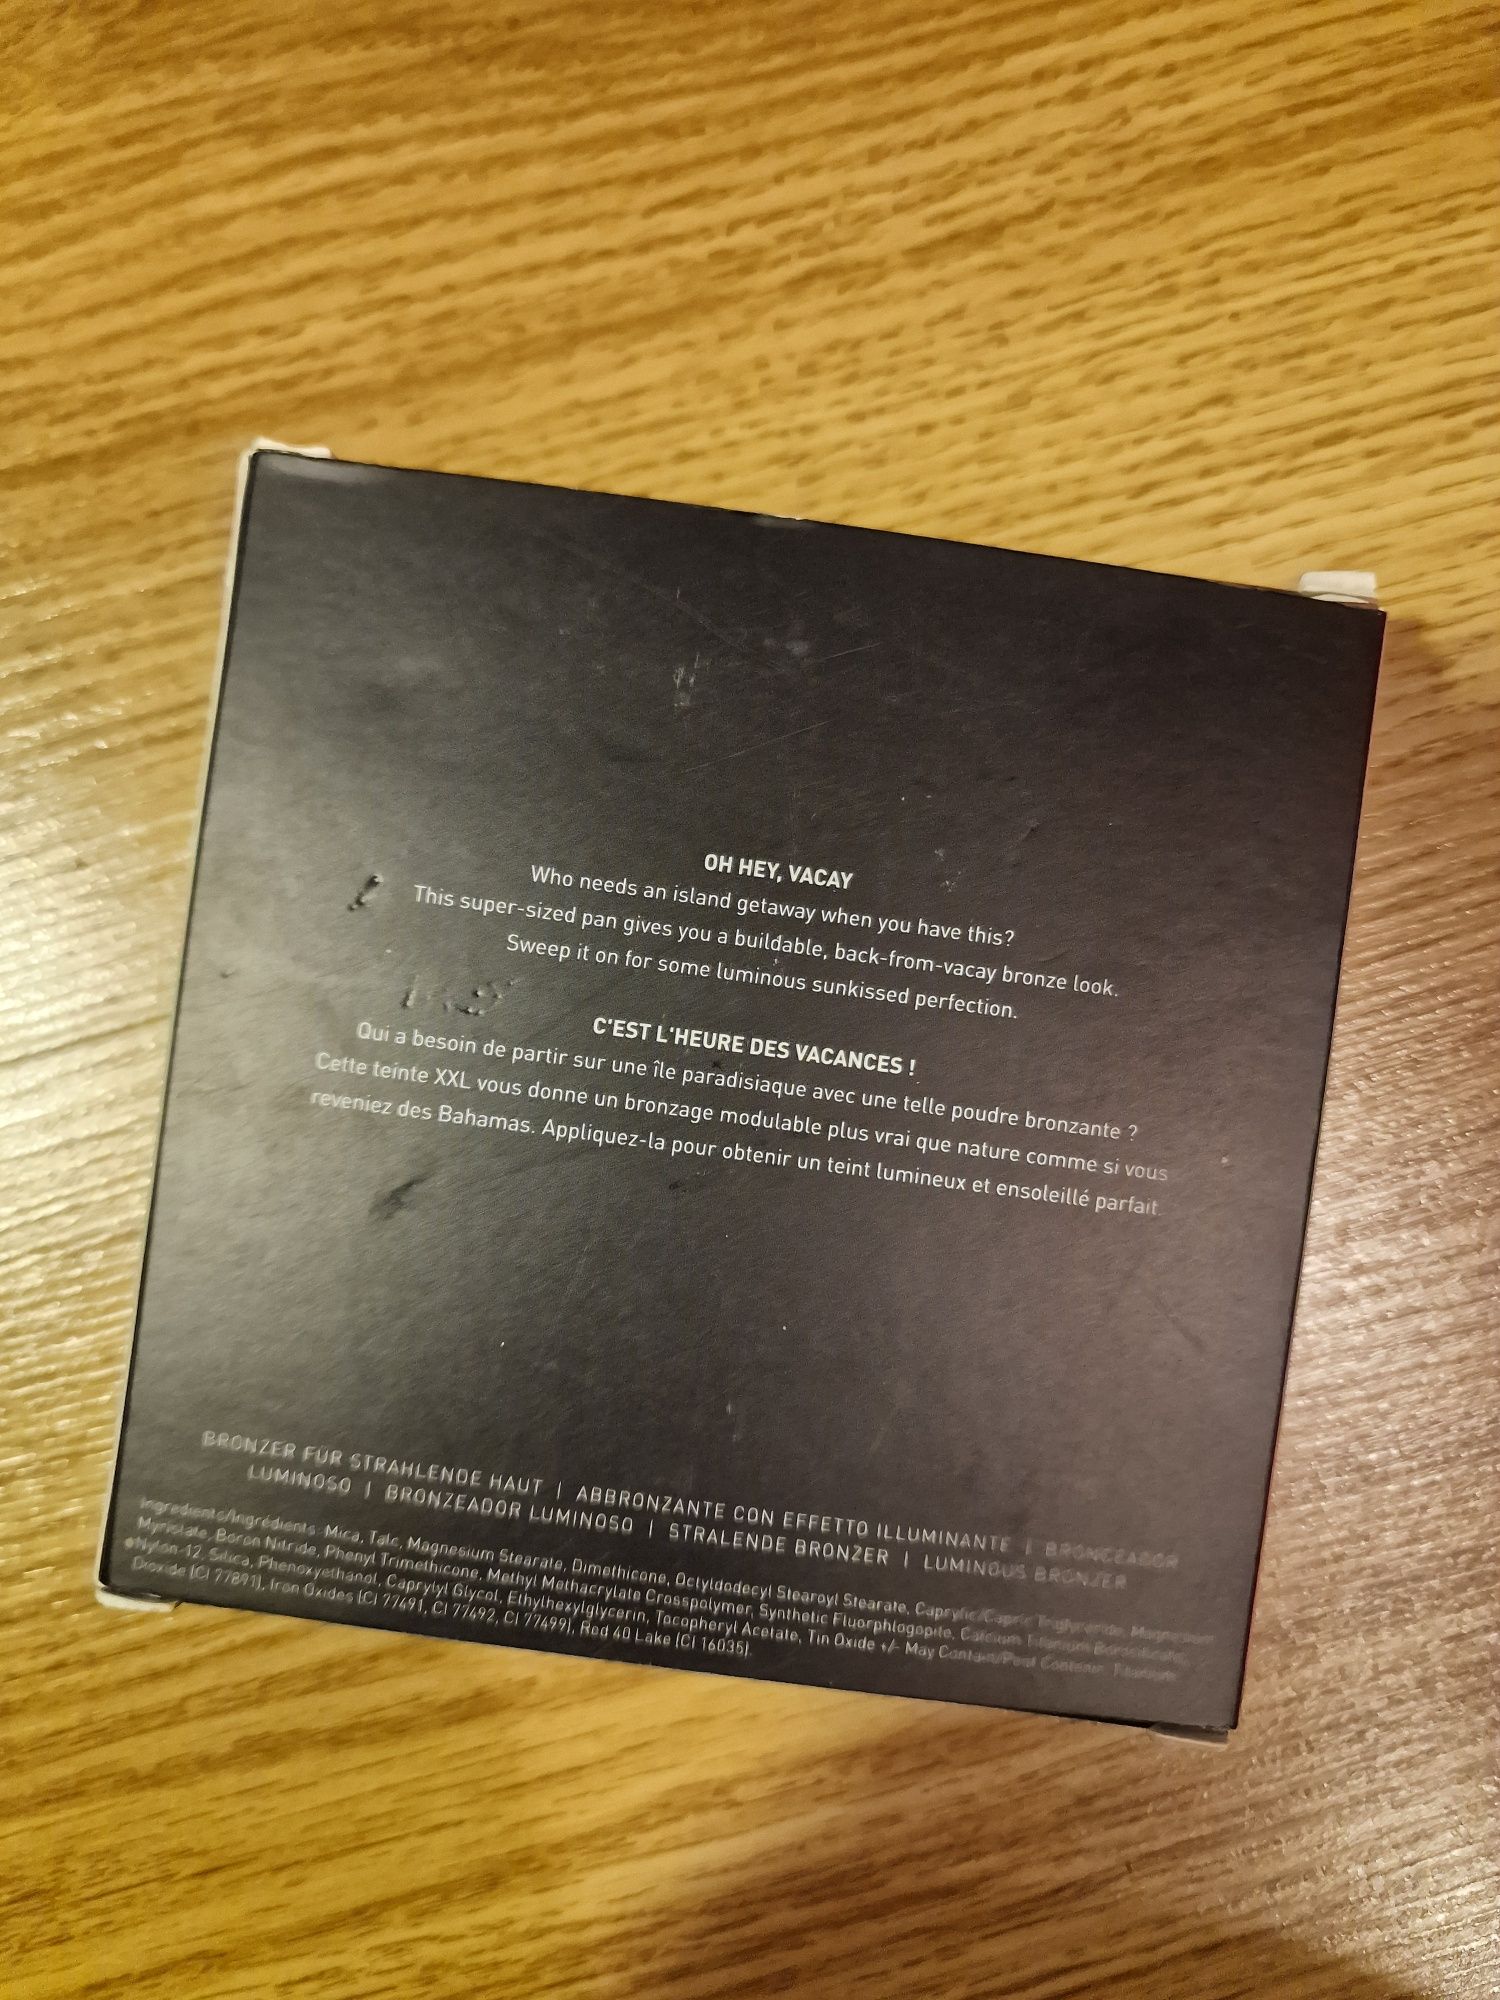 OH HEY, VACAY
Who needs an island getaway when you have this?
This super-sized pan gives you a buildable, back-from-vacay bronze look.
Sweep it on for some luminous sunkissed perfection.
C'EST L'HEURE DES VACANCES !
Qui a besoin de partir sur une île paradisiaque avec une telle poudre bronzante ?
Cette teinte XXL vous donne un bronzage modulable plus vrai que nature comme si vous
reveniez des Bahamas. Appliquez-la pour obtenir un teint lumineux et ensoleillé parfait.
BRONZER FÜR STRAHLENDE HAUT | ABBRONZANTE CON EFFETTO ILLUMINANTE | BRONCEADOR
LUMINOSO | BRONZEADOR LUMINOSO | STRALENDE BRONZER | LUMINOUS BRONZER
Ingredients/Ingrédients: Mica, Talc, Magnesium Stearate, Dimethicone, Octyldodecyl Stearoyl Stearate, Caprylic/Capric Triglyceride, Magnesium
Myristate, Boron Nitride, Phenyl Trimethicone, Methyl Methacrylate Crosspolymer, Synthetic Fluorphlogopite, Calcium Titanium Borosilicate,
Nylon-12, Silica, Phenoxyethanol, Caprylyl Glycol, Ethylhexylglycerin, Tocopheryl Acetate, Tin Oxide +/- May Contain/Peut Contenir: Titanium
Dioxide (CI 77891), Iron Oxides (CI 77491, CI 77492, CI 77499), Red 40 Lake (CI 16035).